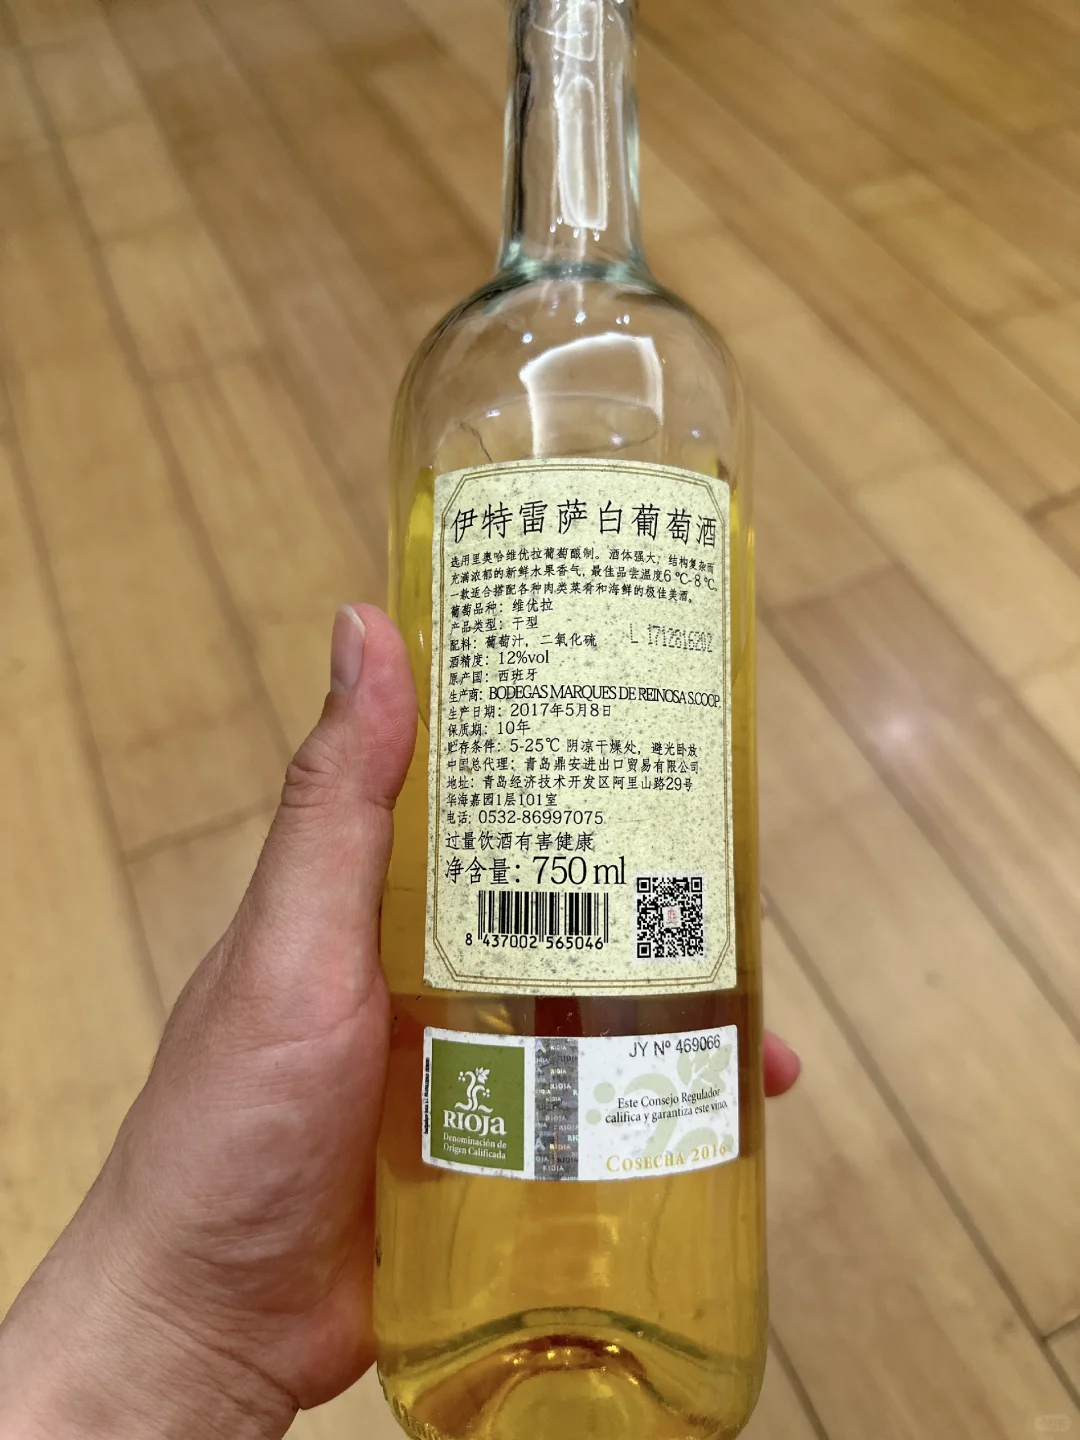 伊特雷萨白葡萄酒
选用里奥哈维优拉葡萄酿制。酒体强大；结构复杂而
充满浓郁的新鲜水果香气，最佳品尝温度6℃-8℃。
一款适合搭配各种肉类菜肴和海鲜的极佳美酒。
葡萄品种：维优拉
产品类型：干型
配料：葡萄汁，二氧化硫
L 1712816202
酒精度：12%vol
原产国：西班牙
生产商：BODEGAS MARQUES DE REINOSA S.COOP.
生产日期：2017年5月8日
保质期：10年
贮存条件：5-25℃ 阴凉干燥处，避光卧放
中国总代理：青岛鼎安进出口贸易有限公司
地址：青岛经济技术开发区阿里山路29号
华海嘉园1层101室
电话：0532-86997075
过量饮酒有害健康
净含量：750 ml
8 437002 565046
JY Nº 469066
RIOJa
Denominación de
Origen Calificada
RIOJA
Este Consejo Regulador
califica y garantiza este vino.
COSECHA 2016